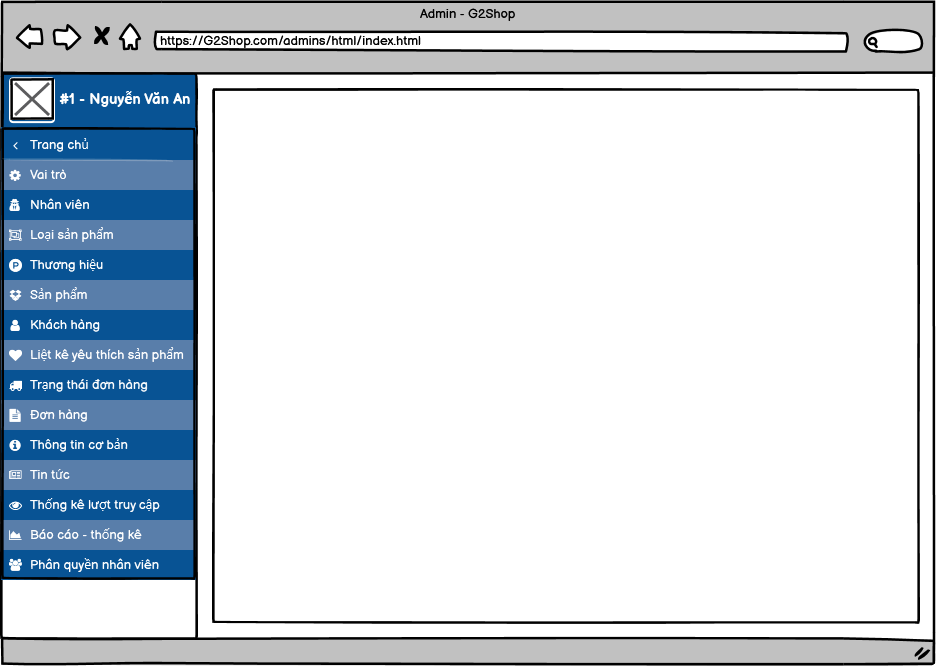 Admin - G2Shop
https://G2Shop.com/admins/html/index.html
#1 - Nguyễn Văn An
Trang chủ
Vai trò
Nhân viên
Loại sản phẩm
Thương hiệu
Sản phẩm
Khách hàng
Liệt kê yêu thích sản phẩm
Trạng thái đơn hàng
Đơn hàng
Thông tin cơ bản
Tin tức
Thống kê lượt truy cập
Báo cáo - thống kê
Phân quyền nhân viên